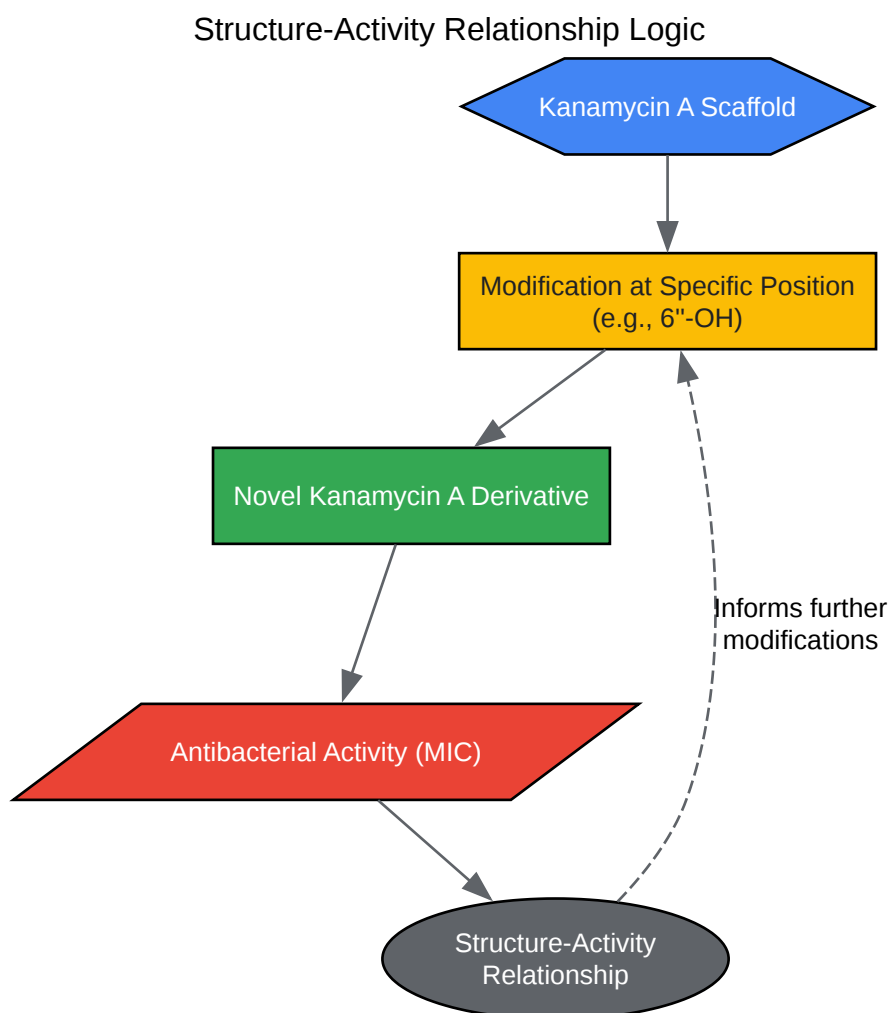 Structure-Activity Relationship Logic
Kanamycin A Scaffold
Modification at Specific Position
(e.g., 6"-OH)
Novel Kanamycin A Derivative
Informs further
modifications
Antibacterial Activity (MIC)
Structure-Activity
Relationship